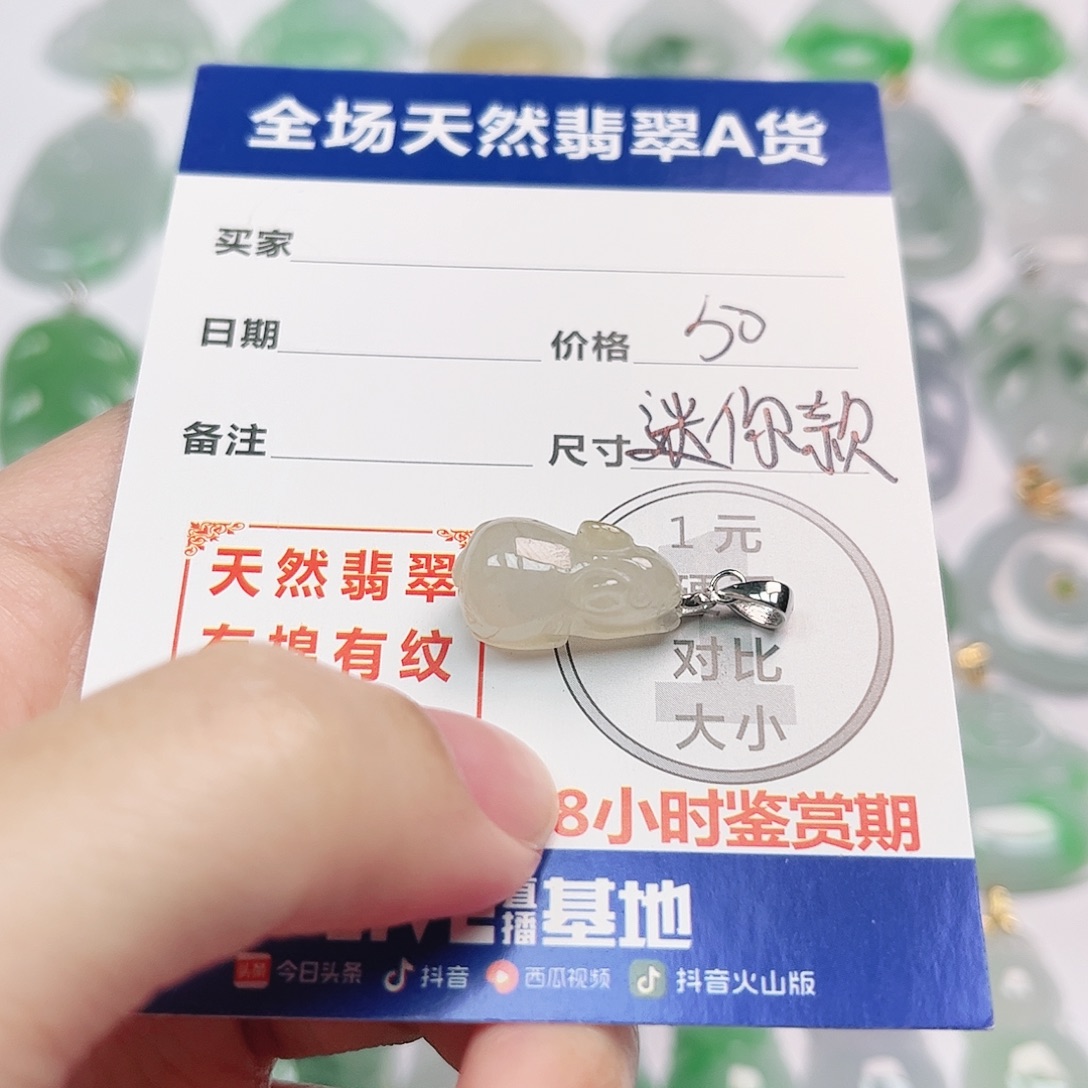 全场天然翡翠A货
买家
日期
价格 50
备注
尺寸 迷你款
天然翡翠
有纹
1元
对比
大小
8小时鉴赏期
直播基地
今日头条 抖音 西瓜视频 抖音火山版